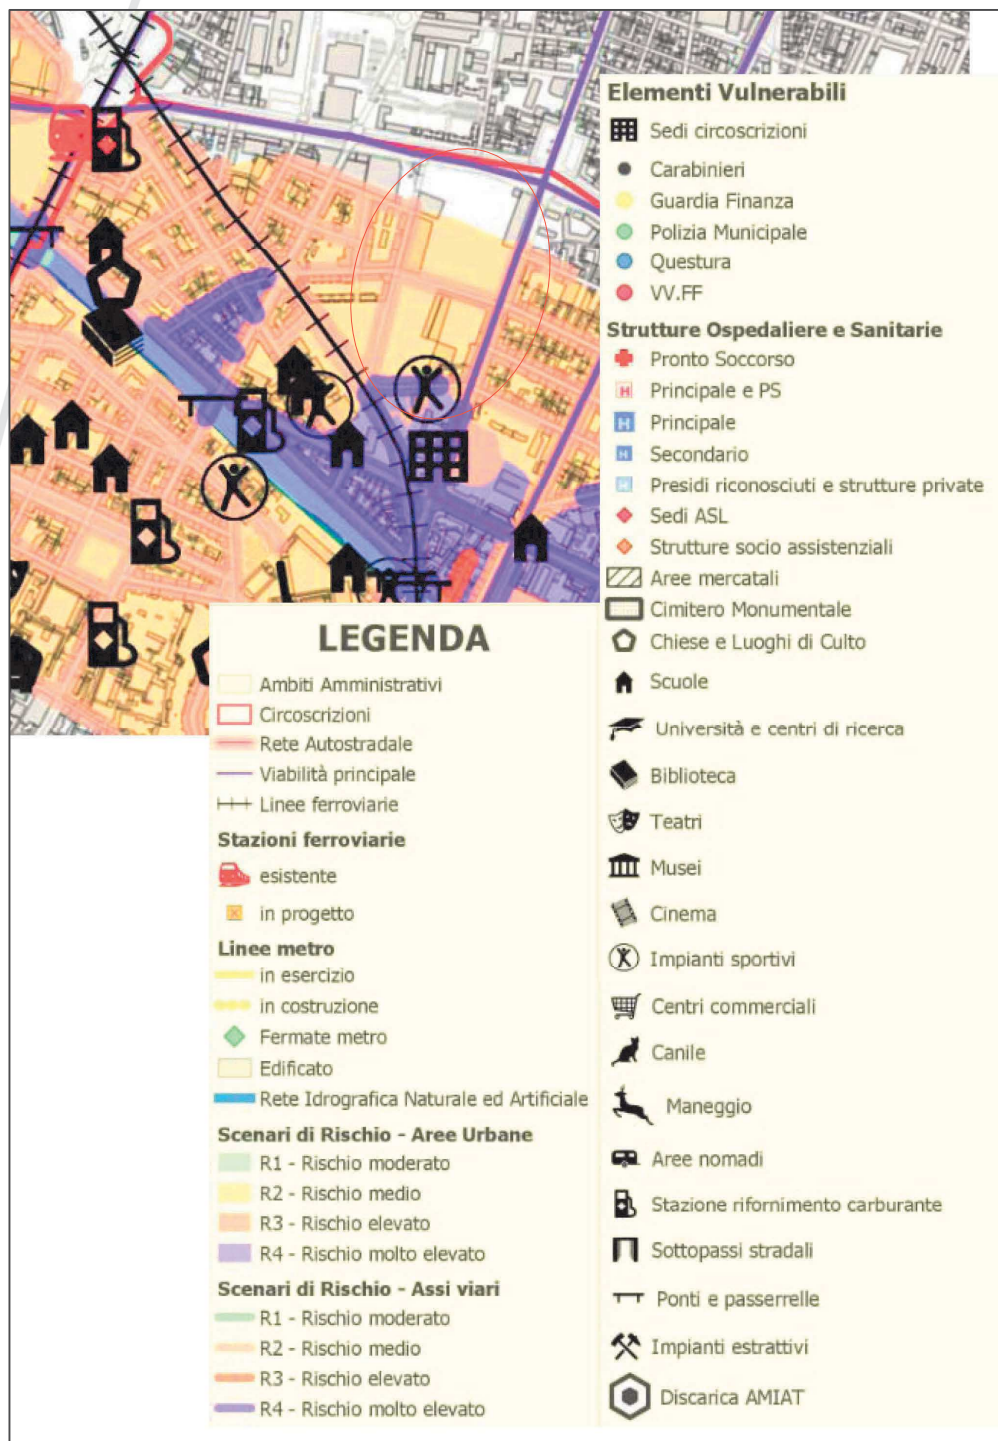 Elementi Vulnerabili
Sedi circoscrizioni
Carabinieri
Guardia Finanza
Polizia Municipale
Questura
VV.FF
Strutture Ospedaliere e Sanitarie
Pronto Soccorso
H Principale e PS
H Principale
H Secondario
H Presidi riconosciuti e strutture private
Sedi ASL
Strutture socio assistenziali
Aree mercatali
Cimitero Monumentale
Chiese e Luoghi di Culto
Scuole
Università e centri di ricerca
Biblioteca
Teatri
Musei
Cinema
Impianti sportivi
Centri commerciali
Canile
Maneggio
Aree nomadi
Stazione rifornimento carburante
Sottopassi stradali
Ponti e passerrelle
Impianti estrattivi
Discarica AMIAT
LEGENDA
Ambiti Amministrativi
Circoscrizioni
Rete Autostradale
Viabilità principale
Linee ferroviarie
Stazioni ferroviarie
esistente
in progetto
Linee metro
in esercizio
in costruzione
Fermate metro
Edificato
Rete Idrografica Naturale ed Artificiale
Scenari di Rischio - Aree Urbane
R1 - Rischio moderato
R2 - Rischio medio
R3 - Rischio elevato
R4 - Rischio molto elevato
Scenari di Rischio - Assi viari
R1 - Rischio moderato
R2 - Rischio medio
R3 - Rischio elevato
R4 - Rischio molto elevato